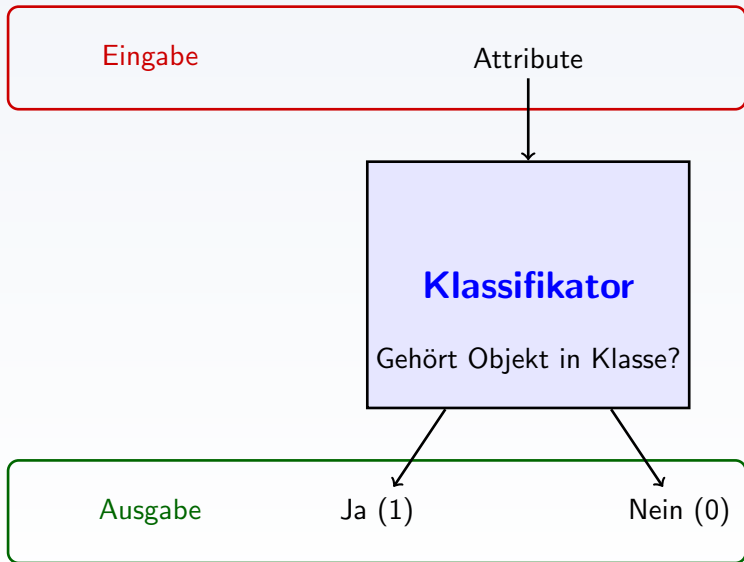 Eingabe
Attribute
Klassifikator
Gehört Objekt in Klasse?
Ausgabe
Ja (1)
Nein (0)